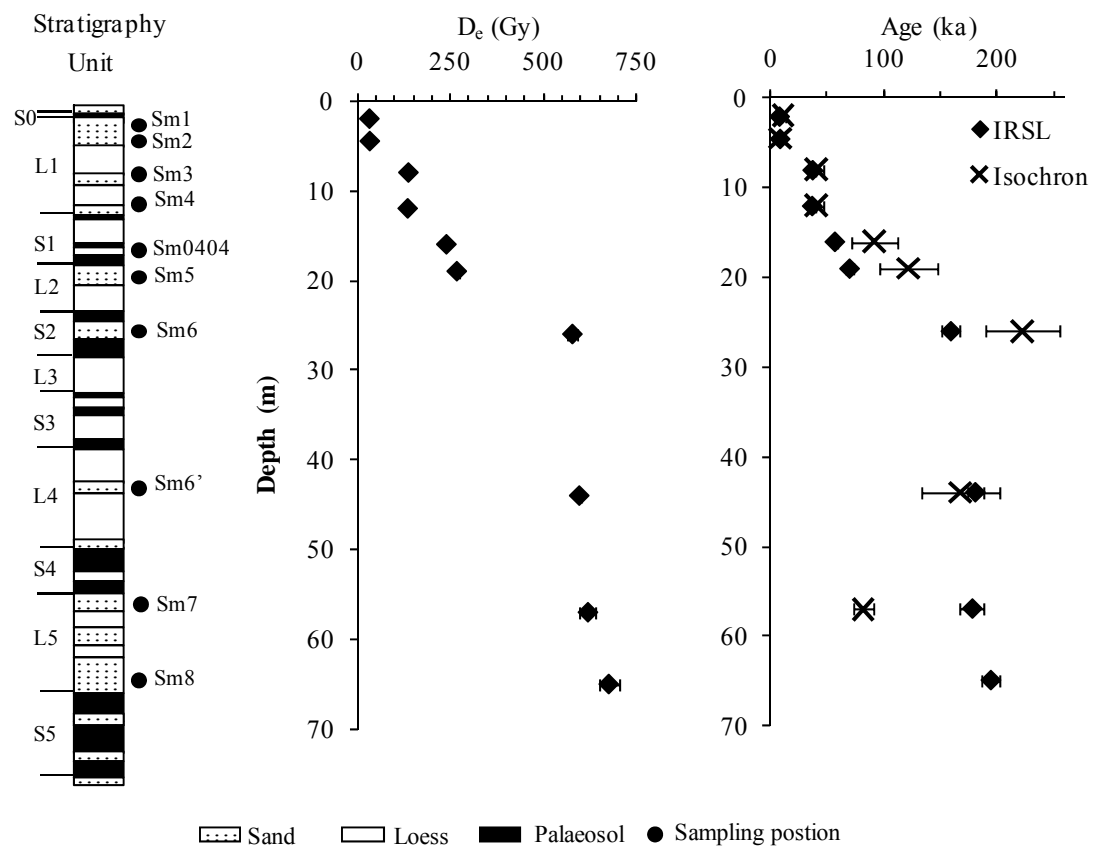 Stratigraphy
Unit
S0
L1
S1
L2
S2
L3
S3
L4
S4
L5
S5
Sm1
Sm2
Sm3
Sm4
Sm0404
Sm5
Sm6
Sm6’
Sm7
Sm8
De (Gy)
0 250 500 750
Depth (m)
0
10
20
30
40
50
60
70
Age (ka)
0 100 200
0
10
20
30
40
50
60
70
IRSL
Isochron
Sand Loess Palaeosol Sampling postion